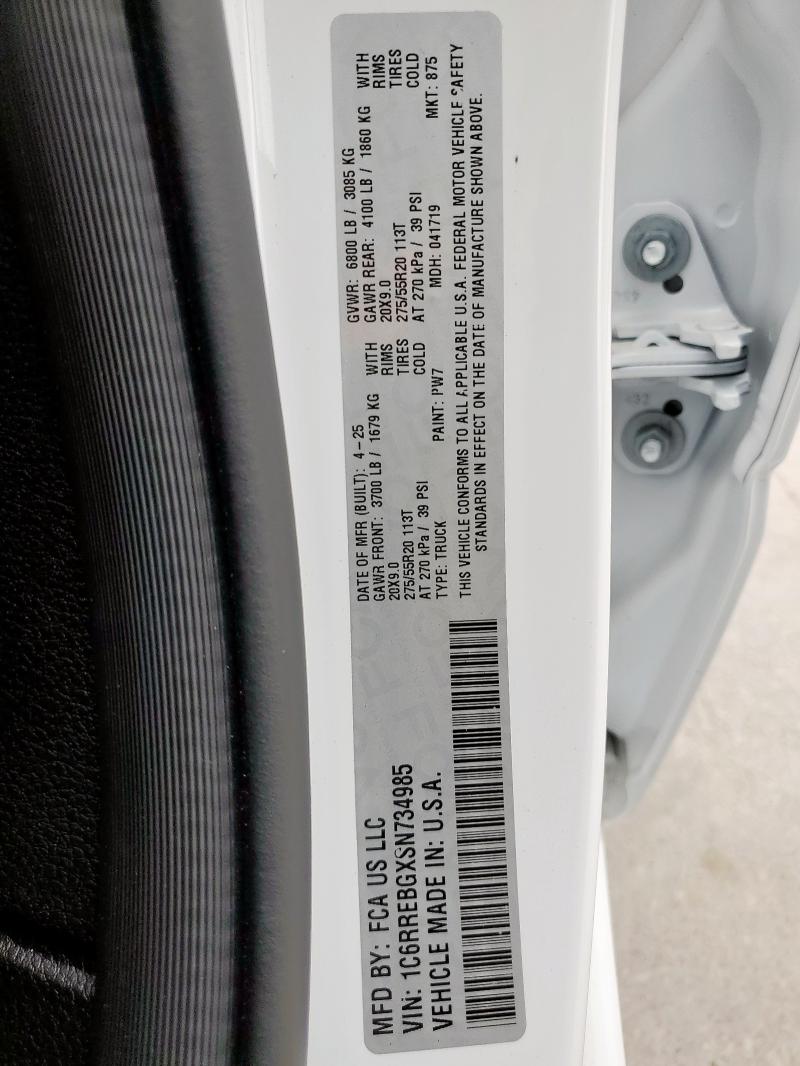 MFD BY: FCA US LLC
VIN: 1C6RREBGXSN734985
VEHICLE MADE IN: U.S.A.
DATE OF MFR (BUILT): 4-25
GAWR FRONT: 3700 LB / 1679 KG WITH
20X9.0 RIMS
275/55R20 113T TIRES
AT 270 kPa / 39 PSI COLD
GVWR: 6800 LB / 3085 KG
GAWR REAR: 4100 LB / 1860 KG WITH
20X9.0 RIMS
275/55R20 113T TIRES
AT 270 kPa / 39 PSI COLD
TYPE: TRUCK PAINT: PW7 MDH: 041719 MKT: 875
THIS VEHICLE CONFORMS TO ALL APPLICABLE U.S.A. FEDERAL MOTOR VEHICLE SAFETY
STANDARDS IN EFFECT ON THE DATE OF MANUFACTURE SHOWN ABOVE.